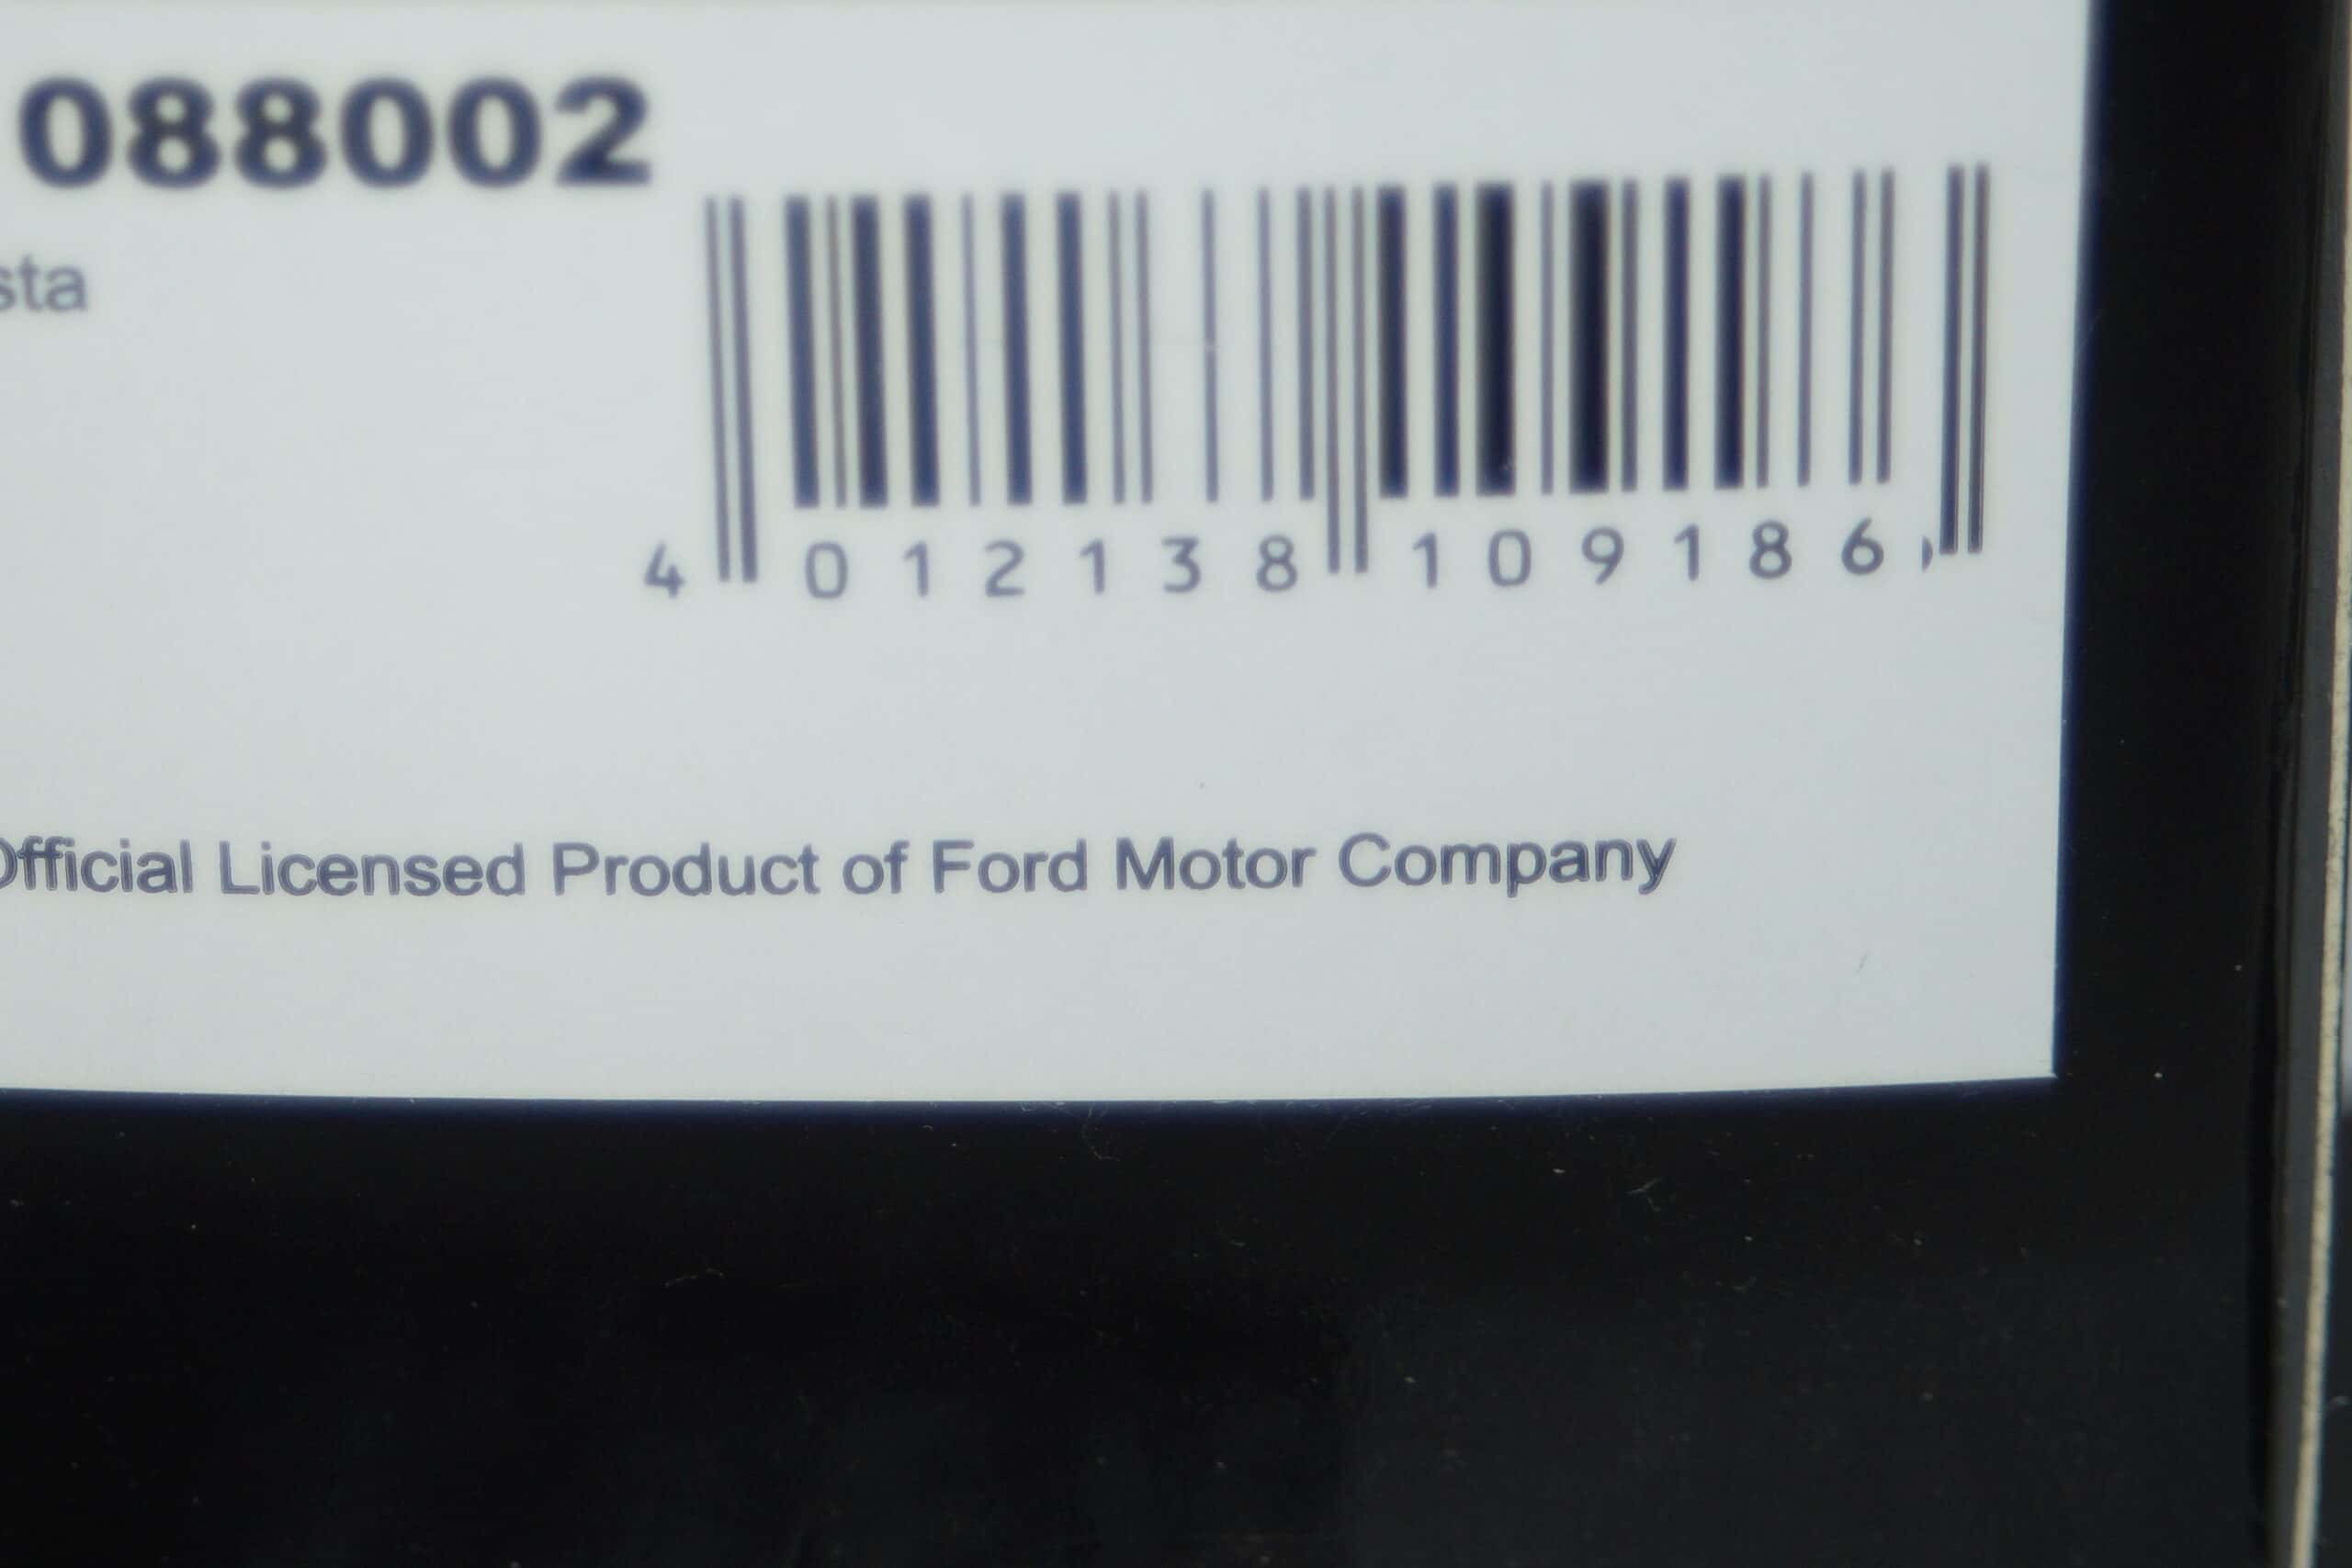 088002
sta
4 012138 109186 ›
Official Licensed Product of Ford Motor Company